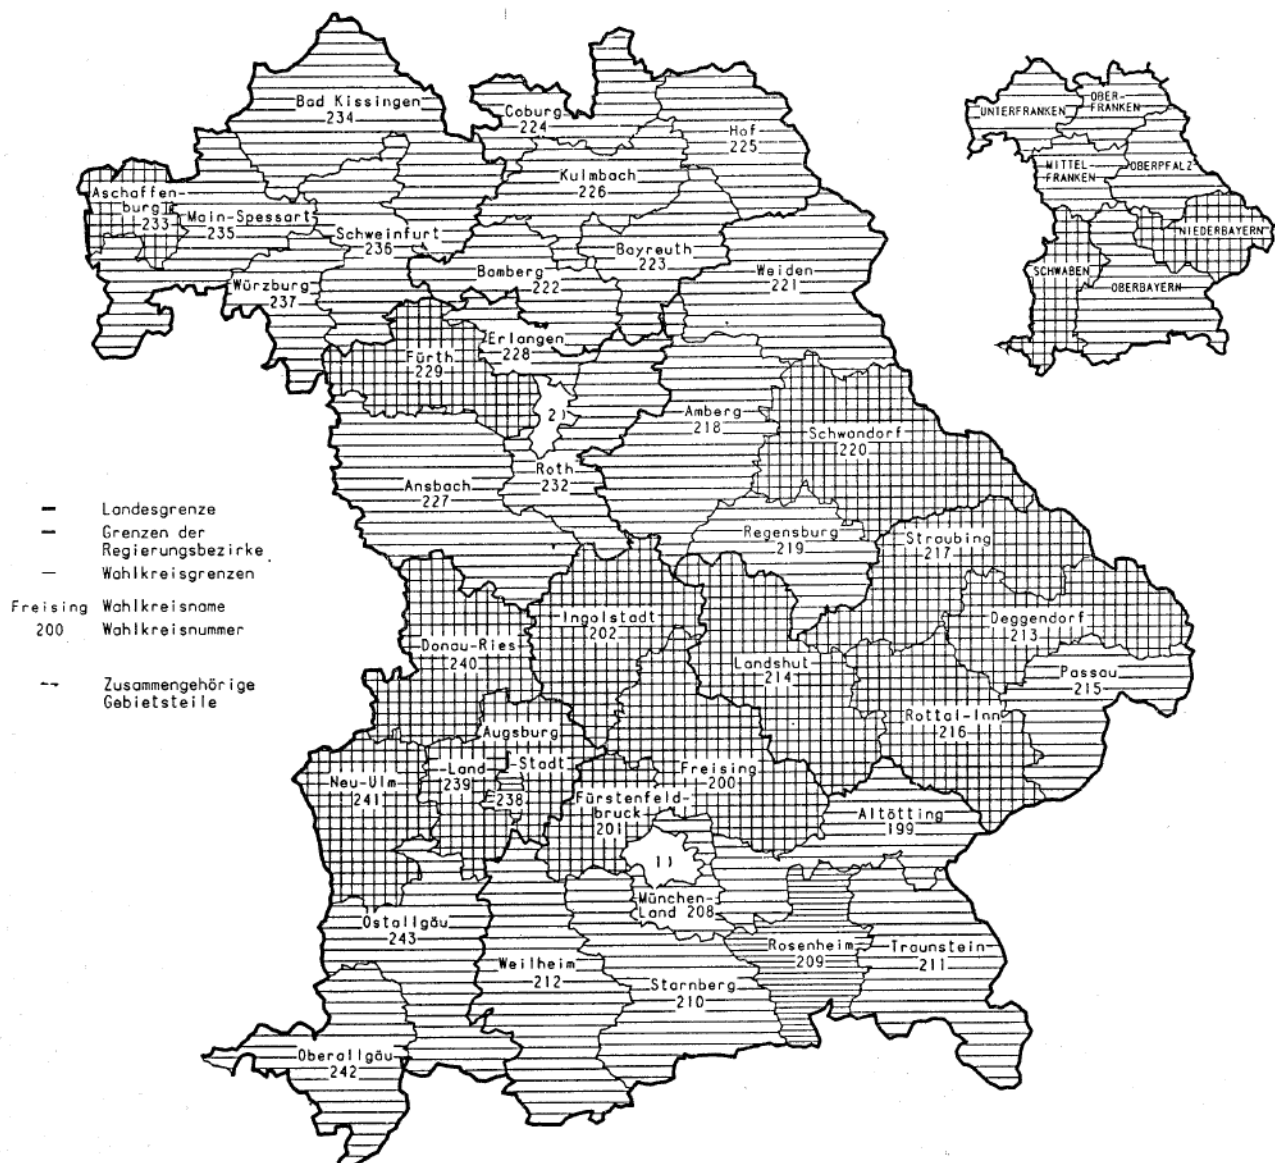 Bad Kissingen
234
Coburg
224
Hof
225
Kulmbach
226
Aschaffen-
burg
233
Main-Spessart
235
Schweinfurt
236
Bayreuth
223
Bamberg
222
Weiden
221
Würzburg
237
Erlangen
228
Fürth
229
2)
Amberg
218
Schwandorf
220
Roth
232
Ansbach
227
Regensburg
219
Straubing
217
Ingolstadt
202
Deggendorf
213
Donau-Ries
240
Landshut
214
Passau
215
Rottal-Inn
216
Augsburg
-Land
239
-Stadt
238
Neu-Ulm
241
Freising
200
Fürstenfeld-
bruck
201
Altötting
199
1)
München-
Land 208
Ostallgäu
243
Rosenheim
209
Traunstein
211
Weilheim
212
Starnberg
210
Oberallgäu
242
UNTERFRANKEN
OBER-
FRANKEN
MITTEL-
FRANKEN
OBERPFALZ
NIEDERBAYERN
SCHWABEN
OBERBAYERN
Landesgrenze
Grenzen der
Regierungsbezirke
Wahlkreisgrenzen
Freising Wahlkreisname
200 Wahlkreisnummer
Zusammengehörige
Gebietsteile